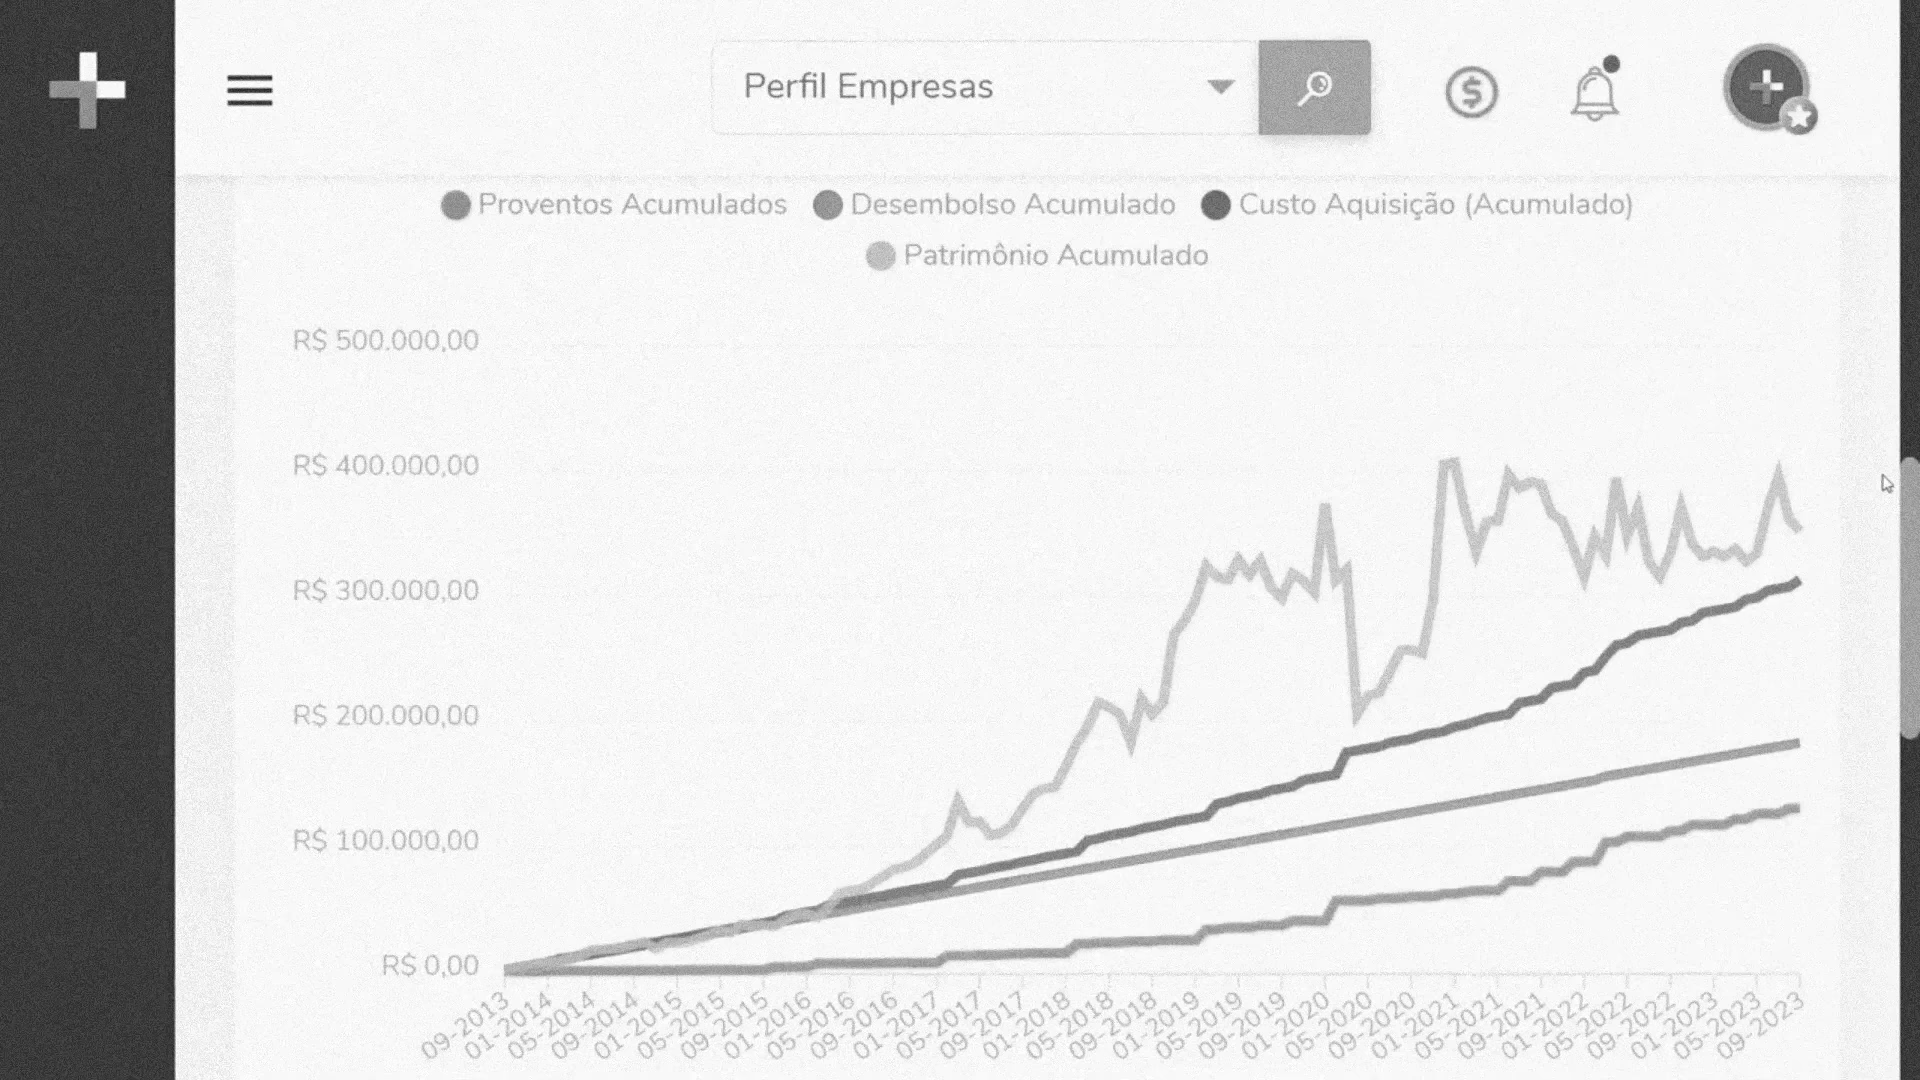 Perfil Empresas
Proventos Acumulados Desembolso Acumulado Custo Aquisição (Acumulado)
Patrimônio Acumulado
R$ 500.000,00
R$ 400.000,00
R$ 300.000,00
R$ 200.000,00
R$ 100.000,00
R$ 0,00
09-2013 01-2014 05-2014 09-2014 01-2015 05-2015 09-2015 01-2016 05-2016 09-2016 01-2017 05-2017 09-2017 01-2018 05-2018 09-2018 01-2019 05-2019 09-2019 01-2020 05-2020 09-2020 01-2021 05-2021 09-2021 01-2022 05-2022 09-2022 01-2023 05-2023 09-2023